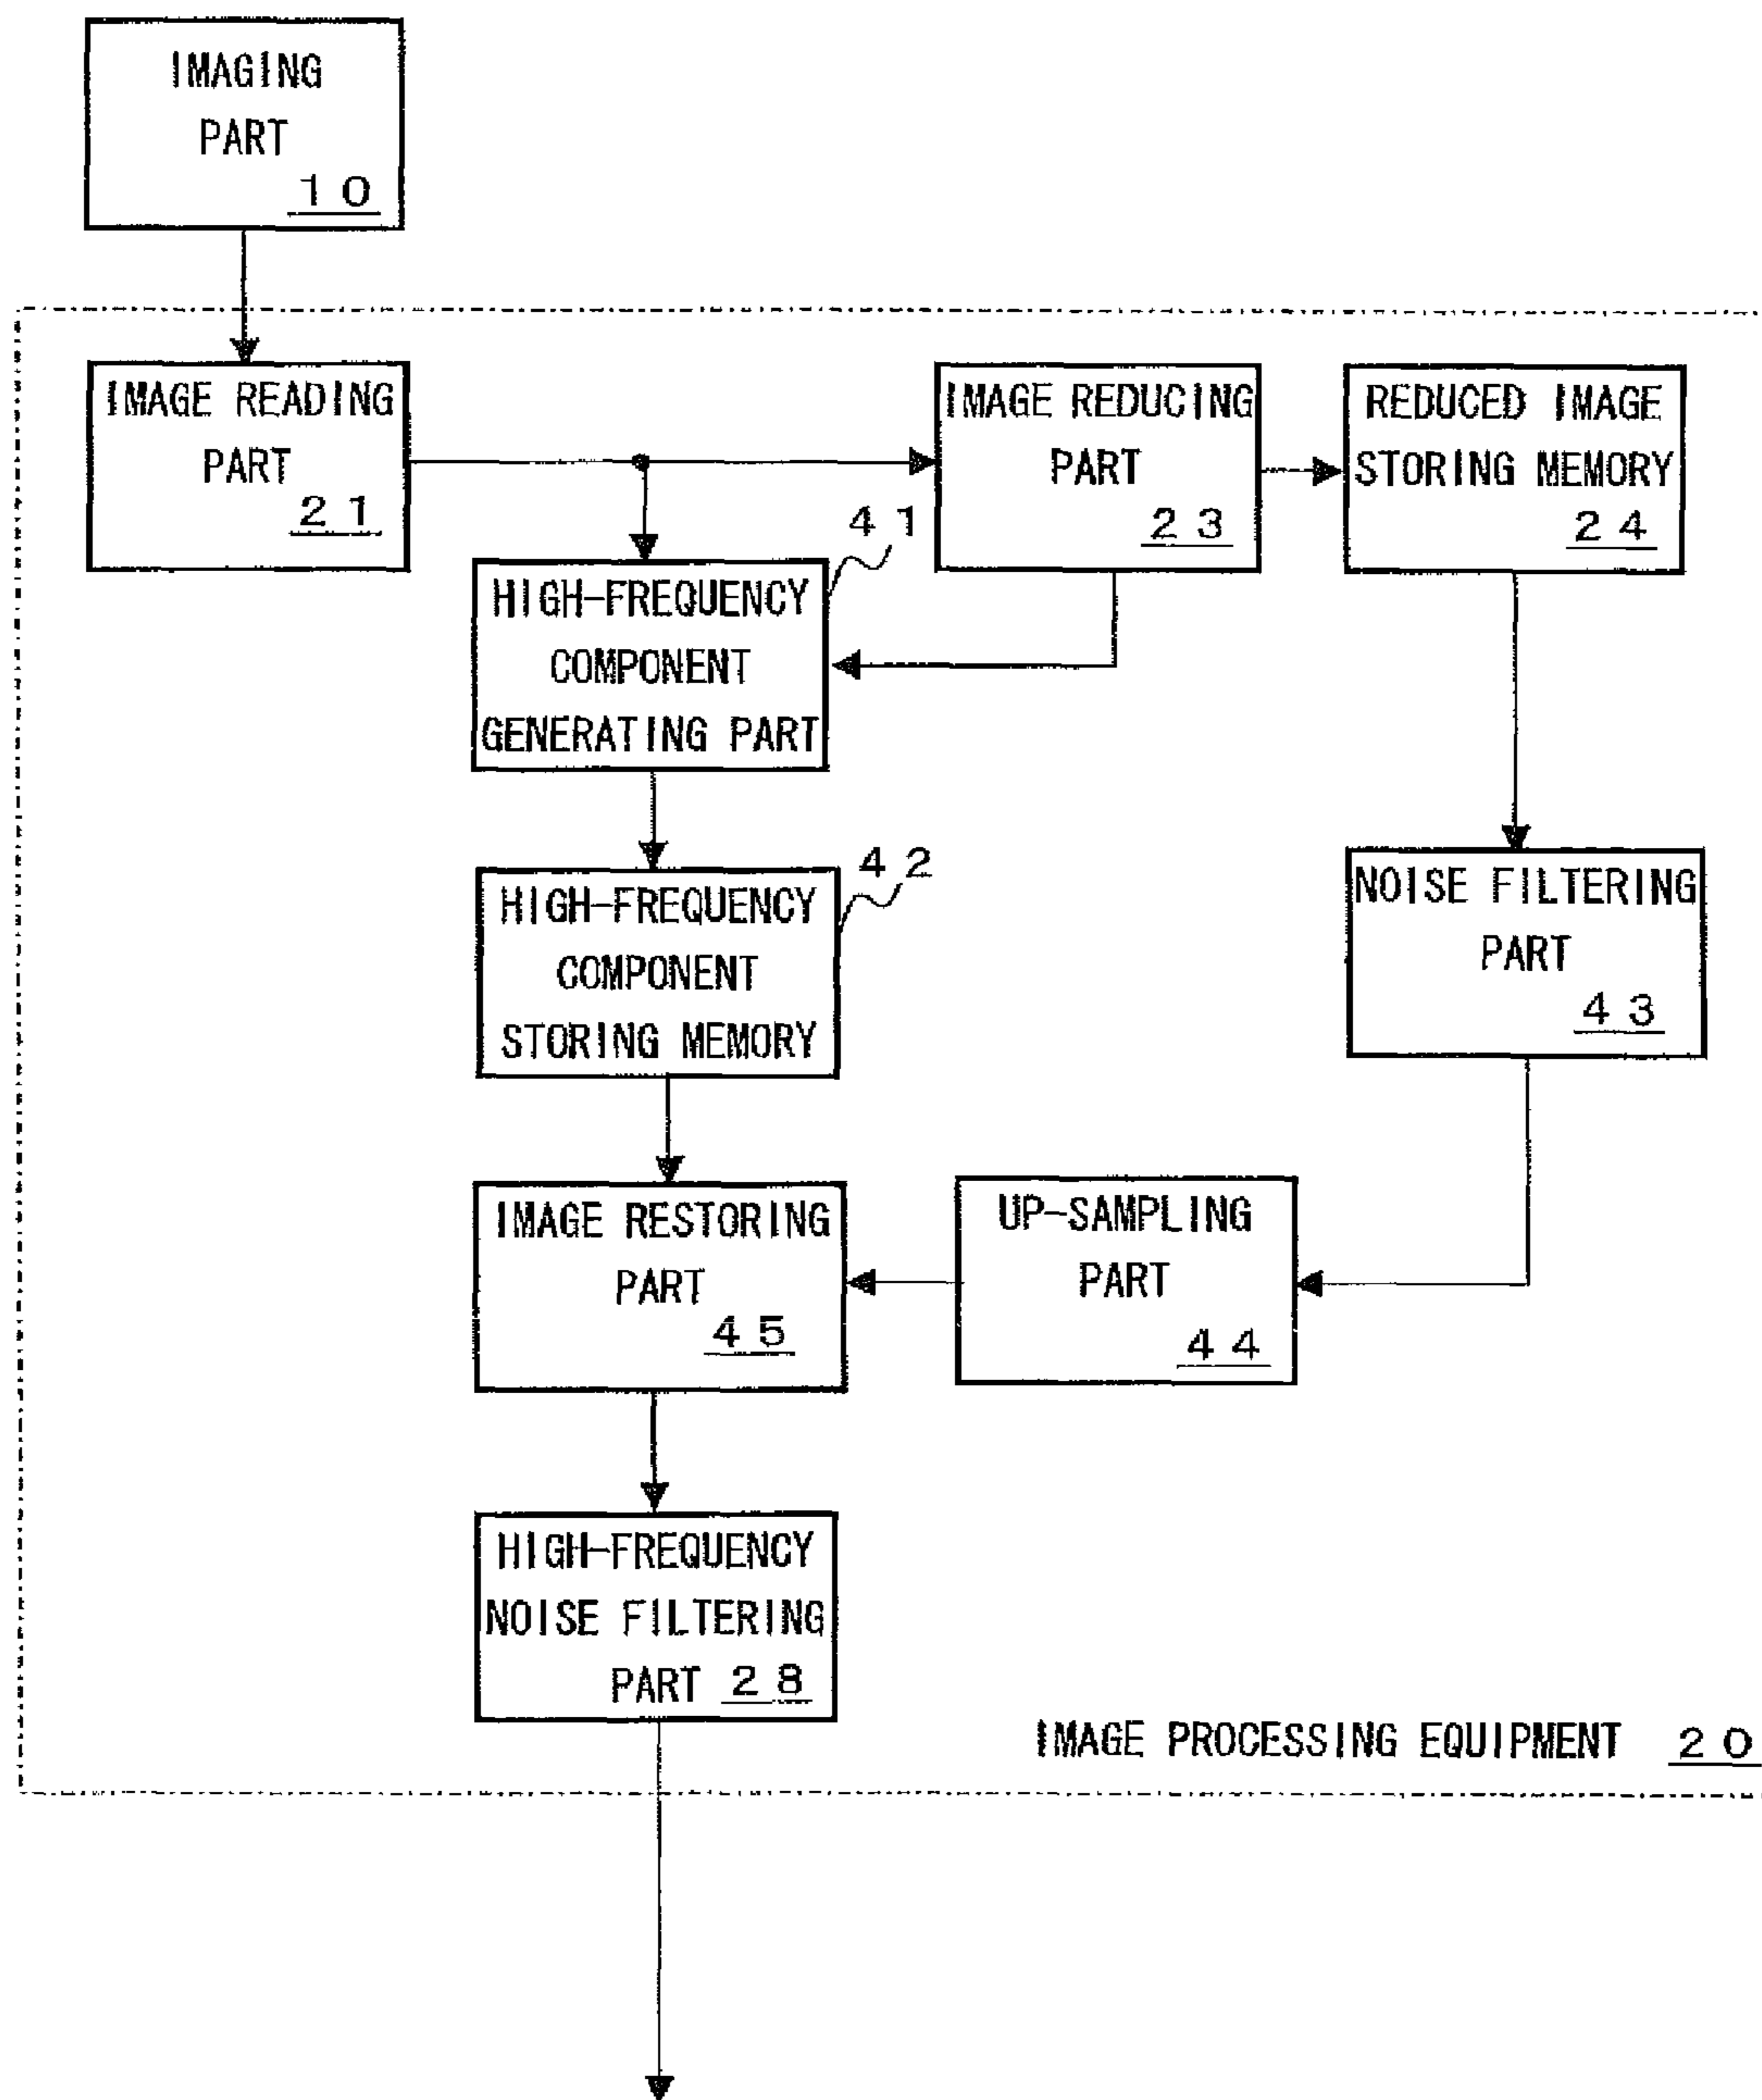 IMAGING
PART
10
IMAGE READING
PART
21
IMAGE REDUCING
PART
23
REDUCED IMAGE
STORING MEMORY
24
41
HIGH-FREQUENCY
COMPONENT
GENERATING PART
42
HIGH-FREQUENCY
COMPONENT
STORING MEMORY
NOISE FILTERING
PART
43
IMAGE RESTORING
PART
45
UP-SAMPLING
PART
44
HIGH-FREQUENCY
NOISE FILTERING
PART 28
IMAGE PROCESSING EQUIPMENT 20